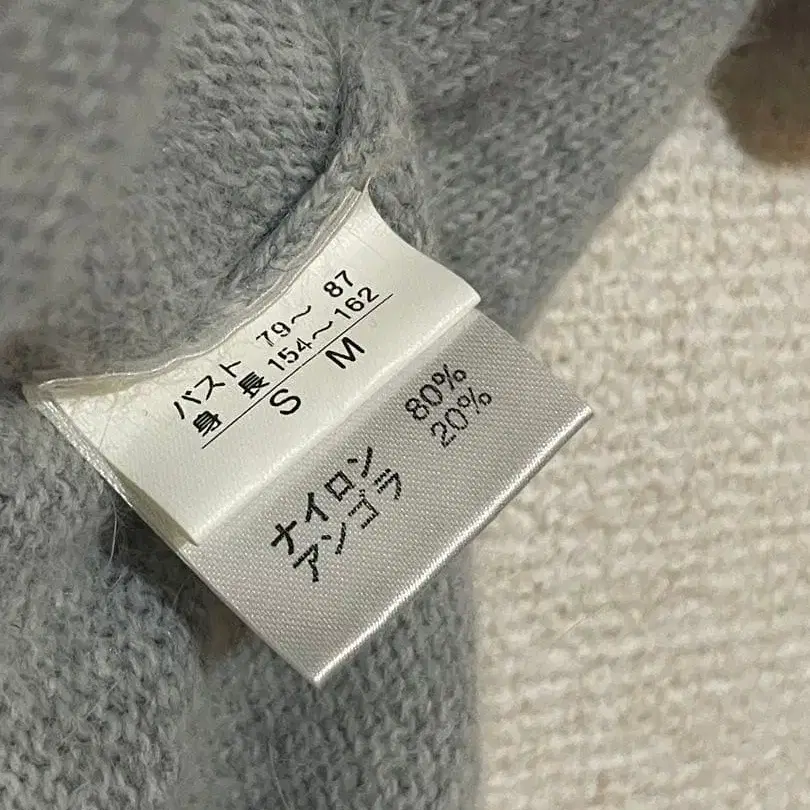 バスト 79～ 87
身 長 154～162
S M
ナイロン 80%
アンゴラ 20%